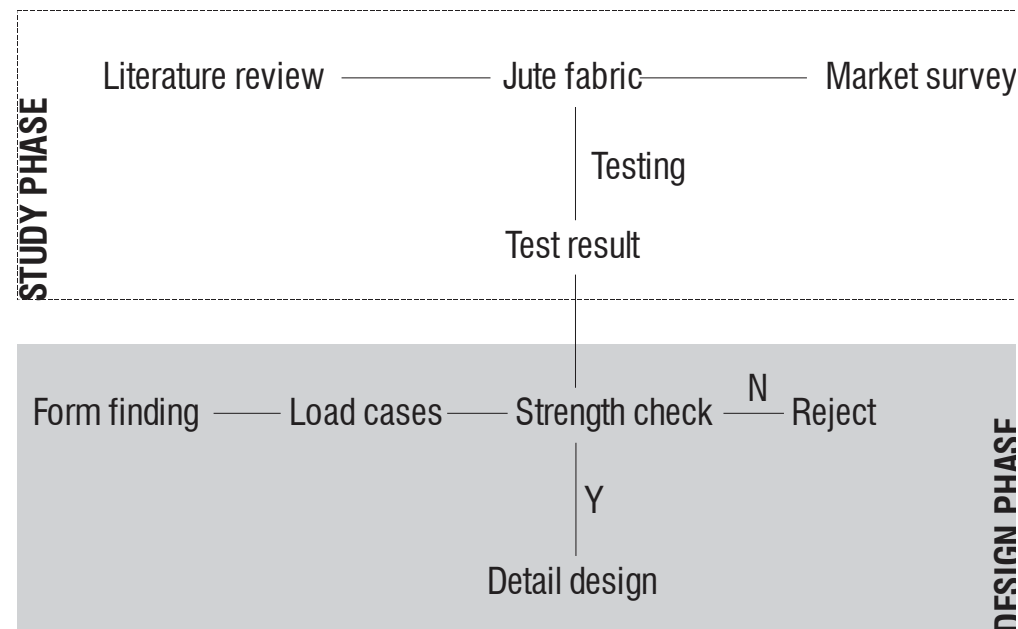 Literature review Jute fabric Market survey
STUDY PHASE
Testing
Test result
N
Form finding Load cases Strength check Reject
Y
Detail design
DESIGN PHASE